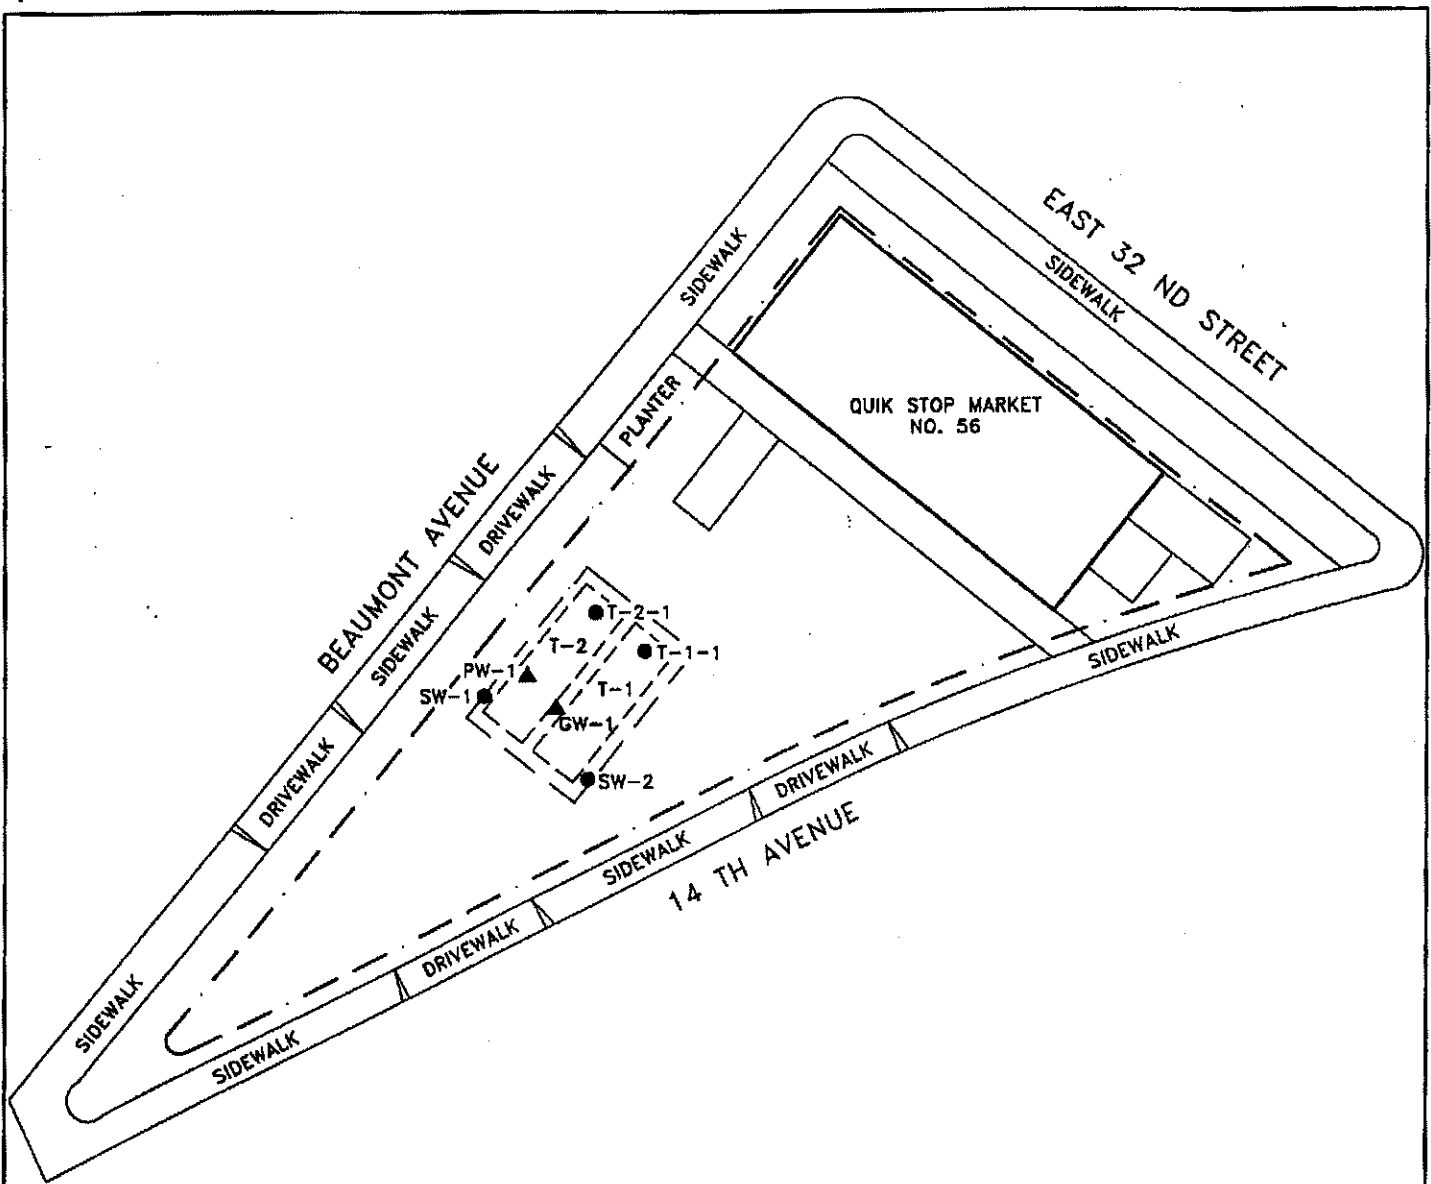 EAST 32 ND STREET
SIDEWALK
SIDEWALK
QUIK STOP MARKET
NO. 56
PLANTER
BEAUMONT AVENUE
DRIVEWALK
SIDEWALK
T-2-1
T-2
T-1-1
PW-1
T-1
SW-1
GW-1
SW-2
SIDEWALK
DRIVEWALK
DRIVEWALK
14 TH AVENUE
SIDEWALK
DRIVEWALK
SIDEWALK
SIDEWALK